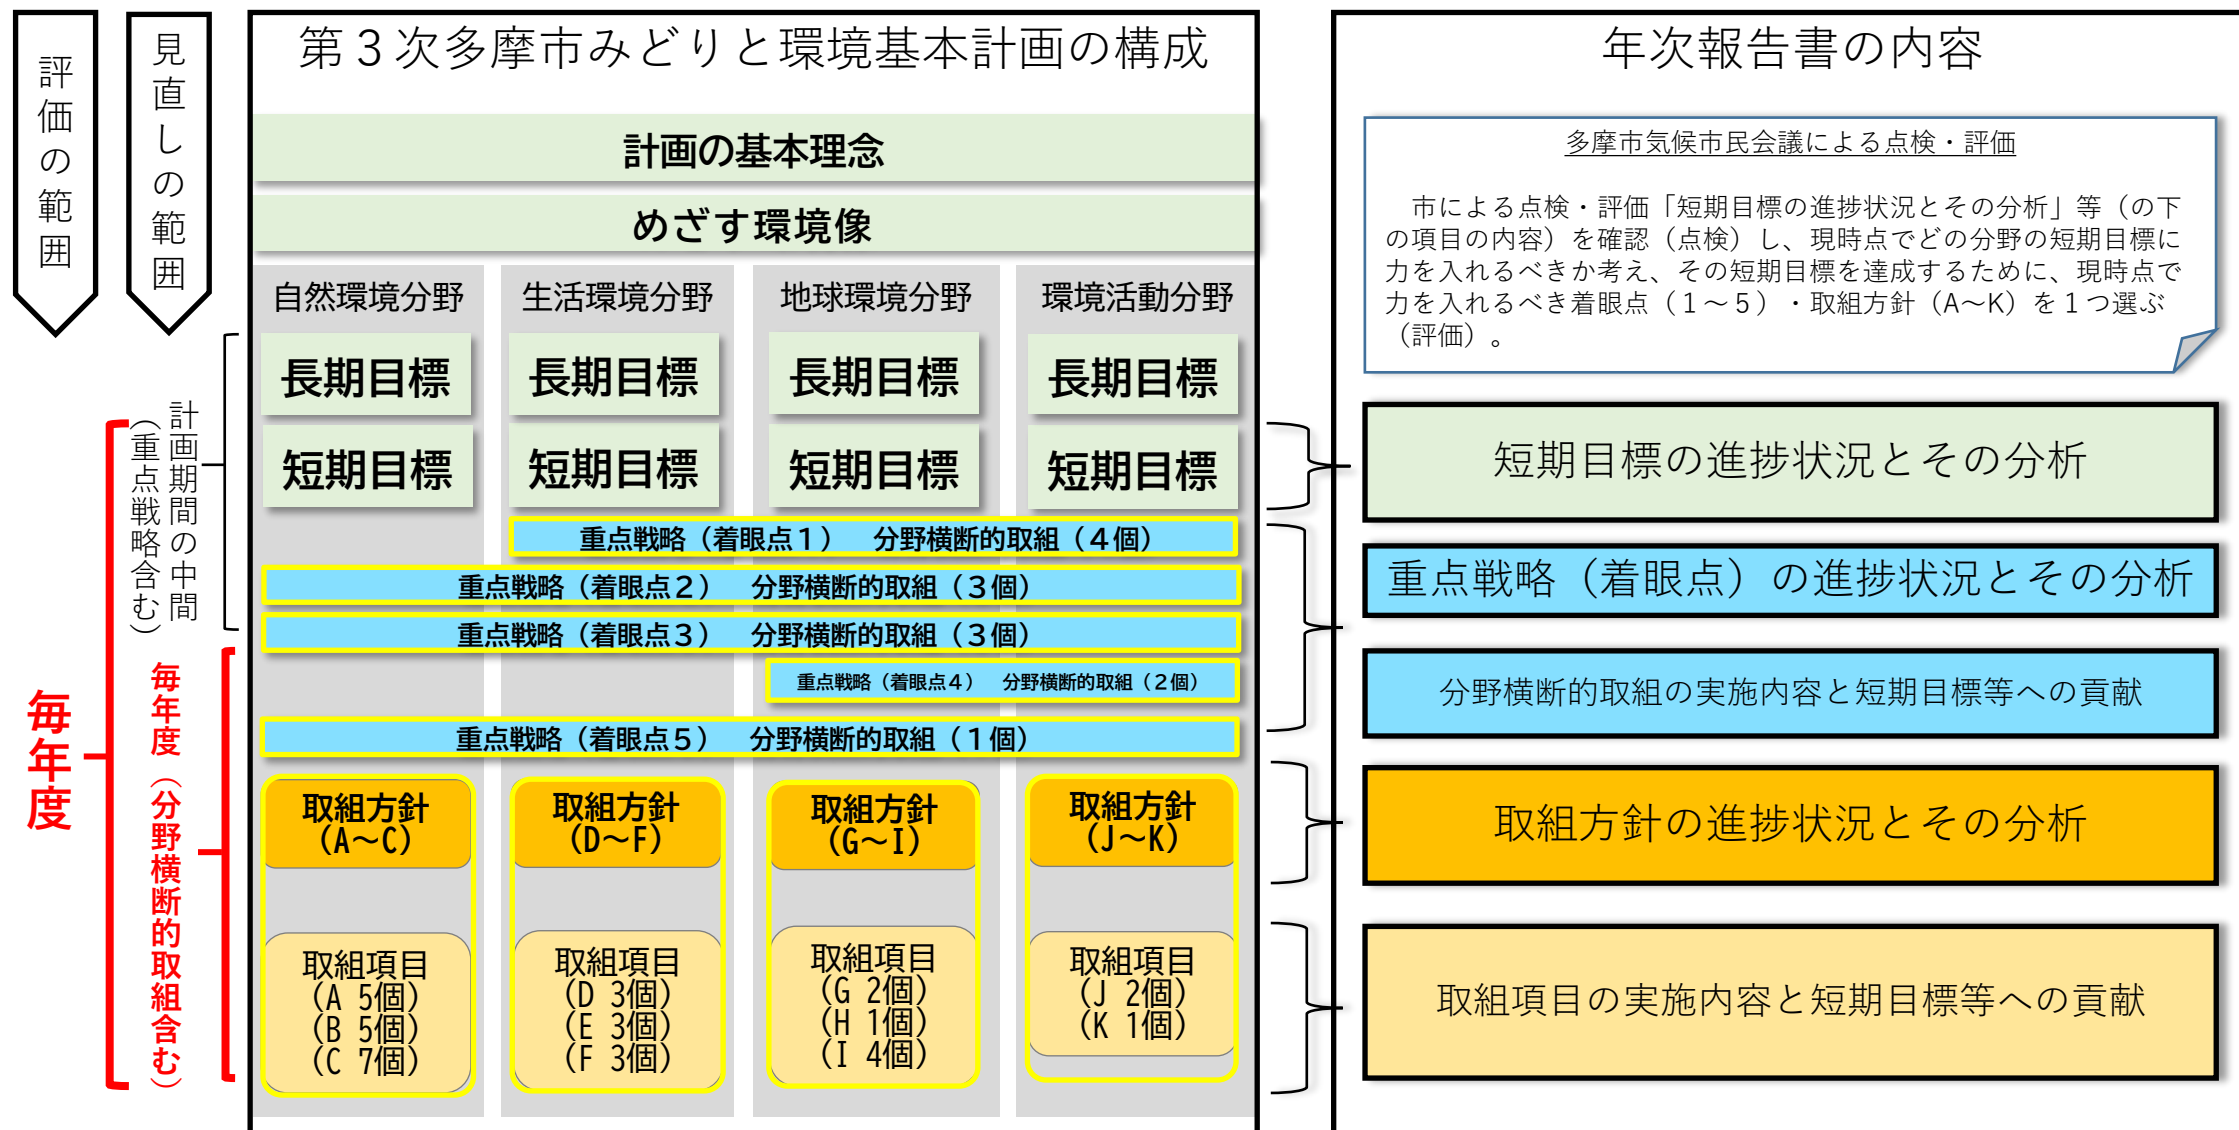 評価の範囲
見直しの範囲
第３次多摩市みどりと環境基本計画の構成
計画の基本理念
めざす環境像
自然環境分野
生活環境分野
地球環境分野
環境活動分野
長期目標
長期目標
長期目標
長期目標
短期目標
短期目標
短期目標
短期目標
計画期間の中間
（重点戦略含む）
重点戦略（着眼点１）　分野横断的取組（４個）
重点戦略（着眼点２）　分野横断的取組（３個）
重点戦略（着眼点３）　分野横断的取組（３個）
重点戦略（着眼点４）　分野横断的取組（２個）
重点戦略（着眼点５）　分野横断的取組（１個）
毎年度
毎年度（分野横断的取組含む）
取組方針
（A～C）
取組方針
（D～F）
取組方針
（G～I）
取組方針
（J～K）
取組項目
（A 5個）
（B 5個）
（C 7個）
取組項目
（D 3個）
（E 3個）
（F 3個）
取組項目
（G 2個）
（H 1個）
（I 4個）
取組項目
（J 2個）
（K 1個）
年次報告書の内容
多摩市気候市民会議による点検・評価
市による点検・評価「短期目標の進捗状況とその分析」等（の下
の項目の内容）を確認（点検）し、現時点でどの分野の短期目標に
力を入れるべきか考え、その短期目標を達成するために、現時点で
力を入れるべき着眼点（１～５）・取組方針（A～K）を１つ選ぶ
（評価）。
短期目標の進捗状況とその分析
重点戦略（着眼点）の進捗状況とその分析
分野横断的取組の実施内容と短期目標等への貢献
取組方針の進捗状況とその分析
取組項目の実施内容と短期目標等への貢献